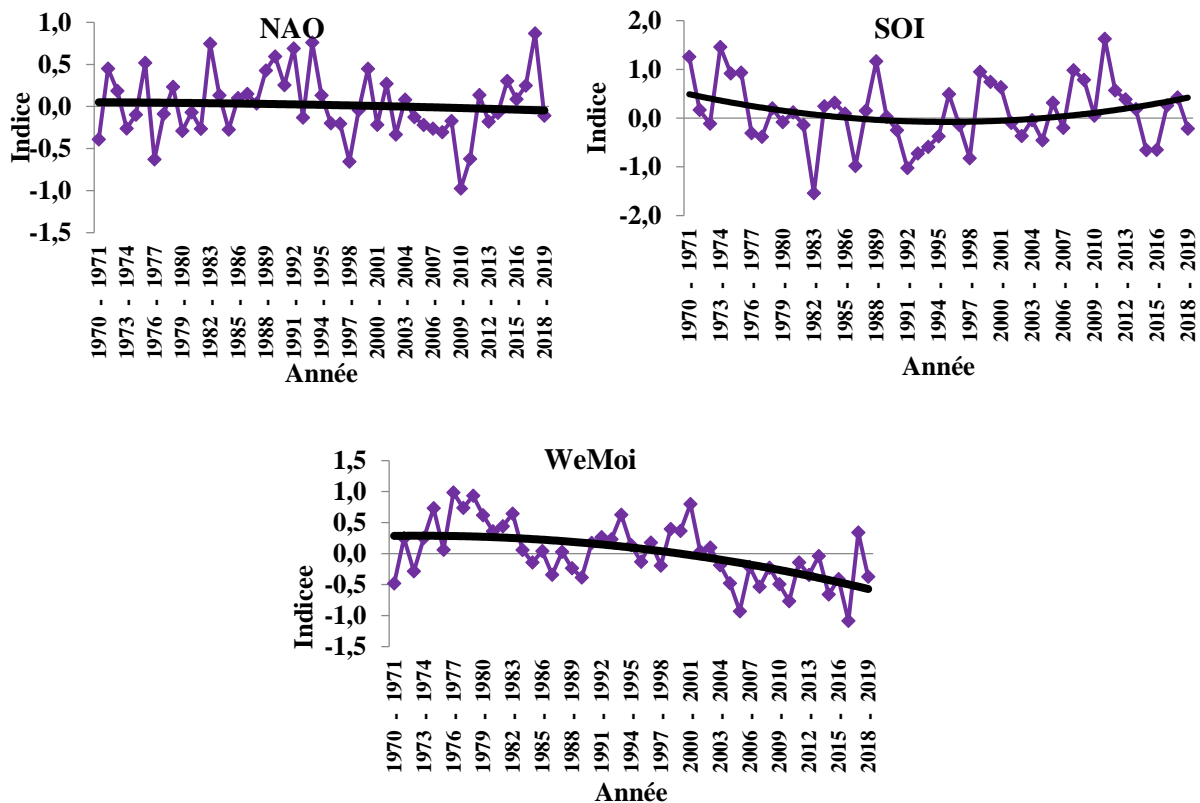 NAO
Indice
1,0
0,5
0,0
-0,5
-1,0
-1,5
1970 - 1971
1973 - 1974
1976 - 1977
1979 - 1980
1982 - 1983
1985 - 1986
1988 - 1989
1991 - 1992
1994 - 1995
1997 - 1998
2000 - 2001
2003 - 2004
2006 - 2007
2009 - 2010
2012 - 2013
2015 - 2016
2018 - 2019
Année
SOI
Indice
2,0
1,0
0,0
-1,0
-2,0
1970 - 1971
1973 - 1974
1976 - 1977
1979 - 1980
1982 - 1983
1985 - 1986
1988 - 1989
1991 - 1992
1994 - 1995
1997 - 1998
2000 - 2001
2003 - 2004
2006 - 2007
2009 - 2010
2012 - 2013
2015 - 2016
2018 - 2019
Année
WeMoi
Indicee
1,5
1,0
0,5
0,0
-0,5
-1,0
-1,5
1970 - 1971
1973 - 1974
1976 - 1977
1979 - 1980
1982 - 1983
1985 - 1986
1988 - 1989
1991 - 1992
1994 - 1995
1997 - 1998
2000 - 2001
2003 - 2004
2006 - 2007
2009 - 2010
2012 - 2013
2015 - 2016
2018 - 2019
Année